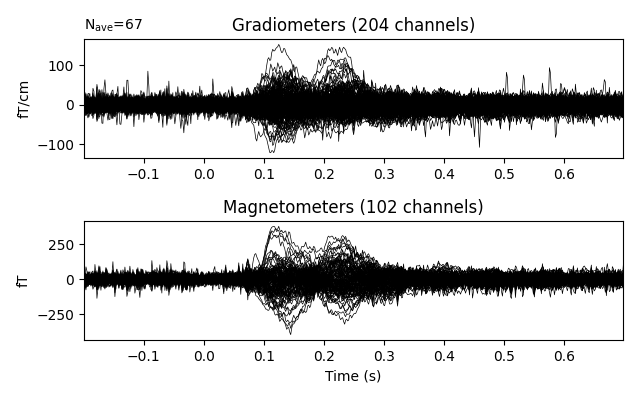 N_ave=67
Gradiometers (204 channels)
100
0
−100
fT/cm
−0.1 0.0 0.1 0.2 0.3 0.4 0.5 0.6
Magnetometers (102 channels)
250
0
−250
fT
−0.1 0.0 0.1 0.2 0.3 0.4 0.5 0.6
Time (s)